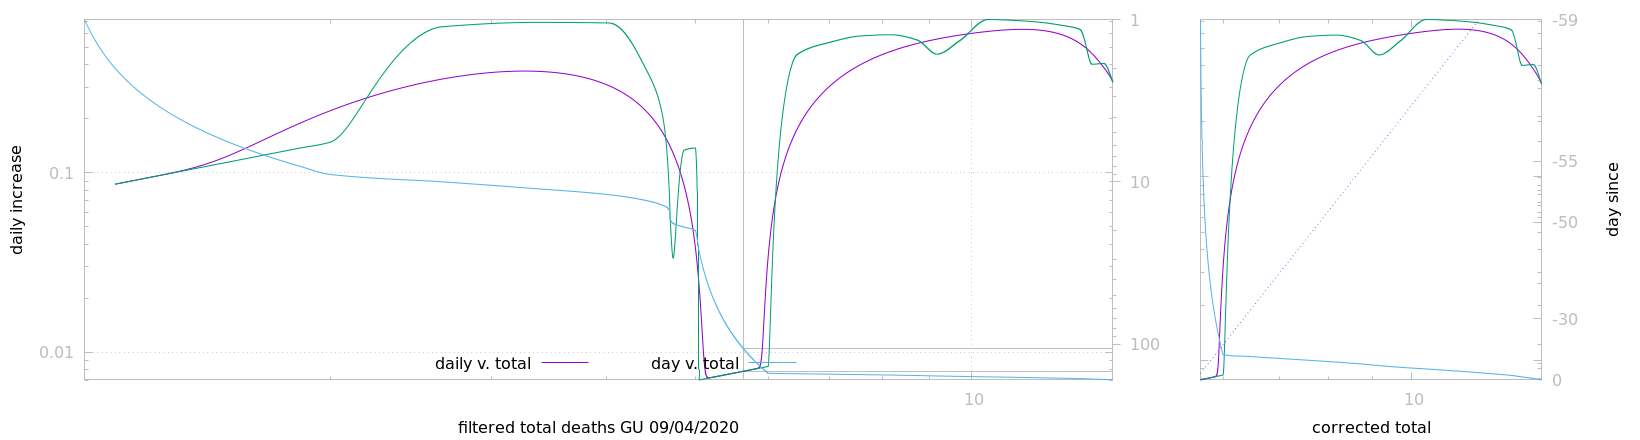 daily increase
0.1
0.01
1
10
100
10
daily v. total
day v. total
filtered total deaths GU 09/04/2020
-59
-55
-50
-30
0
day since
10
corrected total